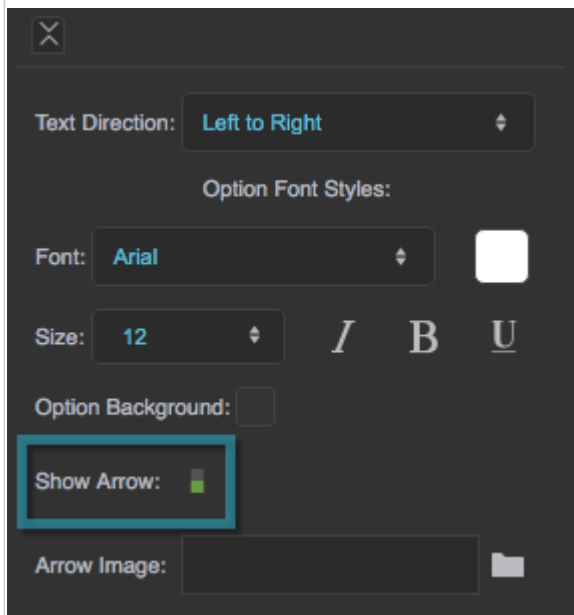 Text Direction: Left to Right
Option Font Styles:
Font: Arial
Size: 12 I B U
Option Background:
Show Arrow:
Arrow Image: